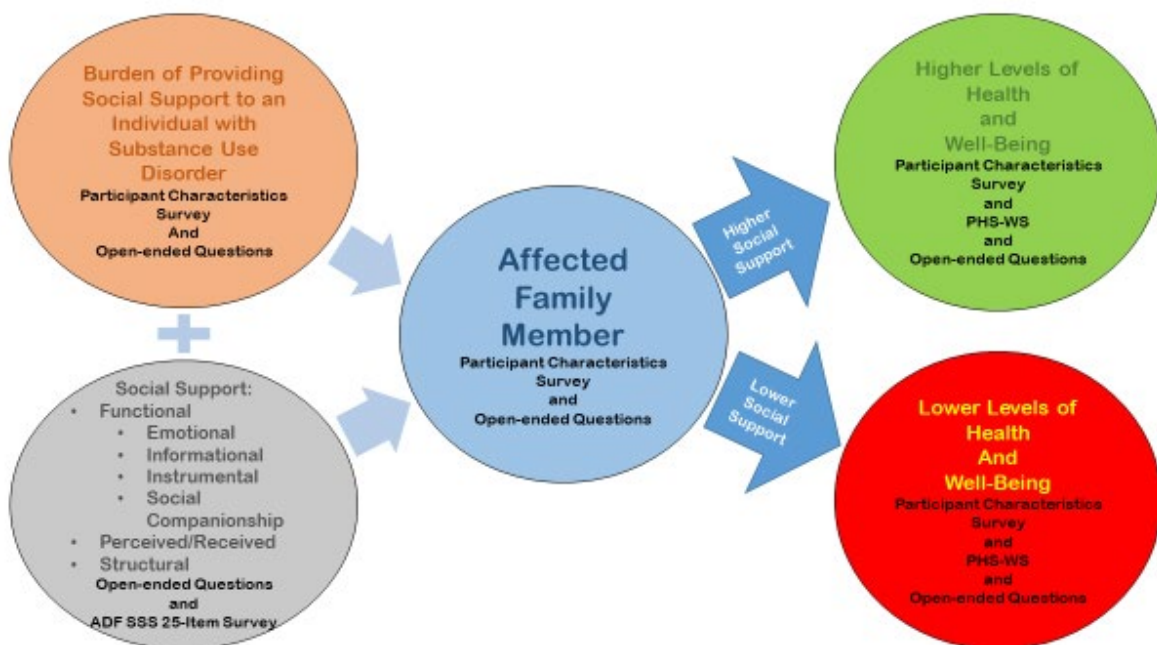 Burden of Providing
Social Support to an
Individual with
Substance Use
Disorder
Participant Characteristics
Survey
And
Open-ended Questions
Social Support:
• Functional
• Emotional
• Informational
• Instrumental
• Social
Companionship
• Perceived/Received
• Structural
Open-ended Questions
and
ADF SSS 25-Item Survey
Affected
Family
Member
Participant Characteristics
Survey
and
Open-ended Questions
Higher
Social
Support
Lower
Social
Support
Higher Levels of
Health
and
Well-Being
Participant Characteristics
Survey
and
PHS-WS
and
Open-ended Questions
Lower Levels of
Health
And
Well-Being
Participant Characteristics
Survey
and
PHS-WS
and
Open-ended Questions